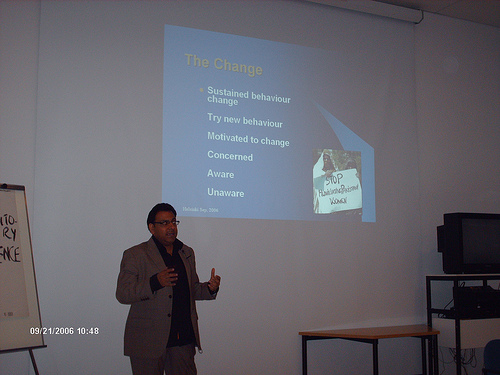 The Change
Sustained behaviour
change
Try new behaviour
Motivated to change
Concerned
Aware
Unaware
STOP
Women
TO
RY
ENCE
09/21/2006 10:48